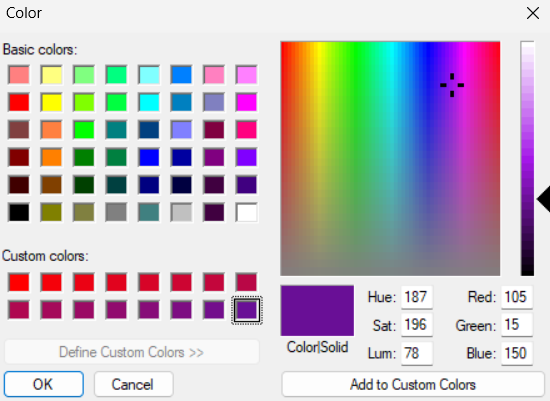 Color
Basic colors:
Custom colors:
Define Custom Colors >>
OK
Cancel
Color|Solid
Hue: 187
Sat: 196
Lum: 78
Red: 105
Green: 15
Blue: 150
Add to Custom Colors